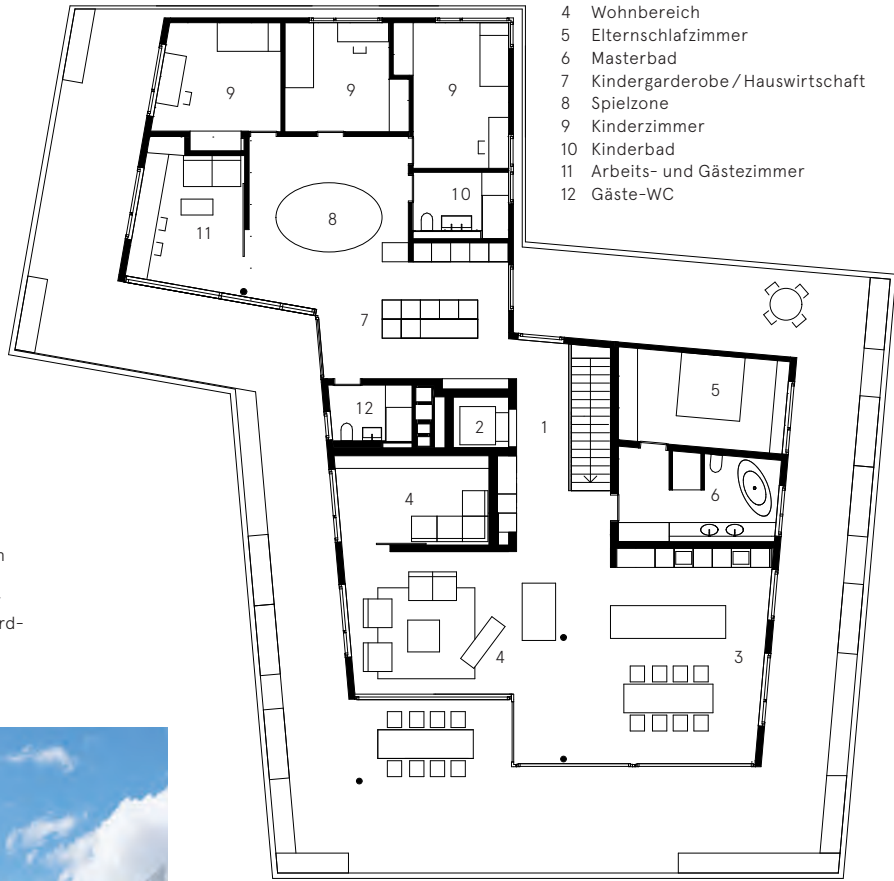 4 Wohnbereich
5 Elternschlafzimmer
6 Masterbad
7 Kindergarderobe / Hauswirtschaft
8 Spielzone
9 Kinderzimmer
10 Kinderbad
11 Arbeits- und Gästezimmer
12 Gäste-WC
9
9
9
10
8
11
7
5
12
2
1
6
4
4
3
rd-